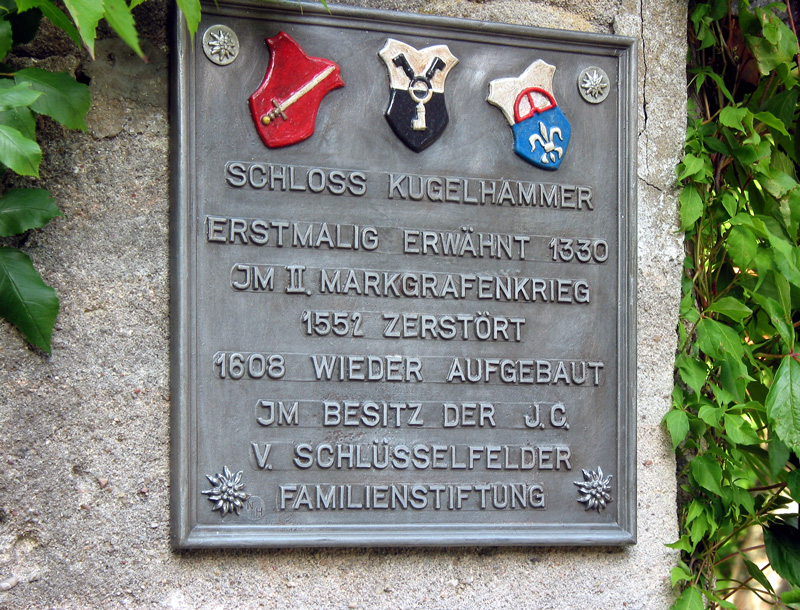 SCHLOSS KUGELHAMMER
ERSTMALIG ERWÄHNT 1330
JM II. MARKGRAFENKRIEG
1552 ZERSTÖRT
1608 WIEDER AUFGEBAUT
JM BESITZ DER J.C.
V. SCHLÜSSELFELDER
FAMILIENSTIFTUNG